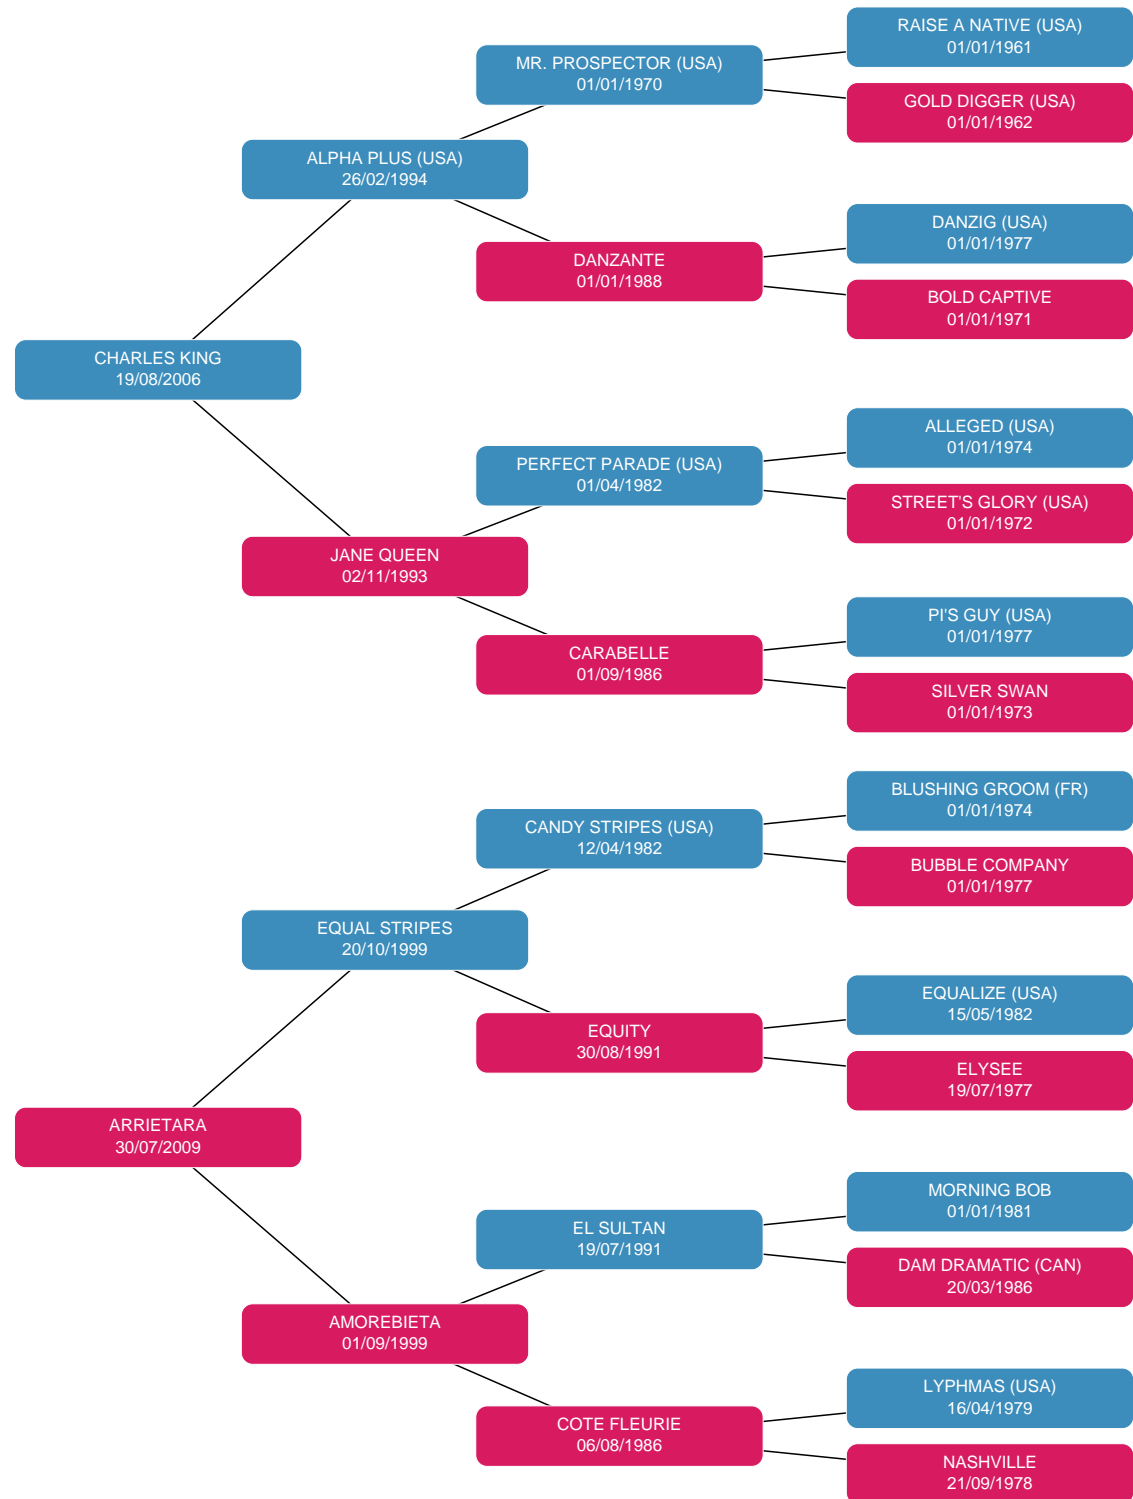 RAISE A NATIVE (USA)
01/01/1961
MR. PROSPECTOR (USA)
01/01/1970
GOLD DIGGER (USA)
01/01/1962
ALPHA PLUS (USA)
26/02/1994
DANZIG (USA)
01/01/1977
DANZANTE
01/01/1988
BOLD CAPTIVE
01/01/1971
CHARLES KING
19/08/2006
ALLEGED (USA)
01/01/1974
PERFECT PARADE (USA)
01/04/1982
STREET'S GLORY (USA)
01/01/1972
JANE QUEEN
02/11/1993
PI'S GUY (USA)
01/01/1977
CARABELLE
01/09/1986
SILVER SWAN
01/01/1973
BLUSHING GROOM (FR)
01/01/1974
CANDY STRIPES (USA)
12/04/1982
BUBBLE COMPANY
01/01/1977
EQUAL STRIPES
20/10/1999
EQUALIZE (USA)
15/05/1982
EQUITY
30/08/1991
ELYSEE
19/07/1977
ARRIETARA
30/07/2009
MORNING BOB
01/01/1981
EL SULTAN
19/07/1991
DAM DRAMATIC (CAN)
20/03/1986
AMOREBIETA
01/09/1999
LYPHMAS (USA)
16/04/1979
COTE FLEURIE
06/08/1986
NASHVILLE
21/09/1978